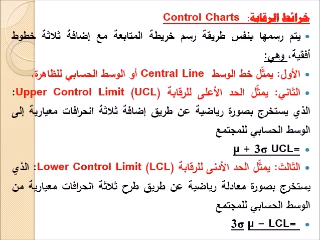 خرائط الرقابة: Control Charts
يتم رسمها بنفس طريقة رسم خريطة المتابعة مع إضافة ثلاثة خطوط
أفقية، وهي:
الأول: يمثّل خط الوسط Central Line أو الوسط الحسابي للظاهرة.
الثاني: يمثّل الحد الأعلى للرقابة Upper Control Limit (UCL):
الذي يستخرج بصورة رياضية عن طريق إضافة ثلاثة انحرافات معيارية إلى
الوسط الحسابي للمجتمع
µ + 3σ UCL=
الثالث: يمثّل الحد الأدنى للرقابة Lower Control Limit (LCL): الذي
يستخرج بصورة معادلة رياضية عن طريق طرح ثلاثة انحرافات معيارية من
الوسط الحسابي للمجتمع
3σ µ – LCL=